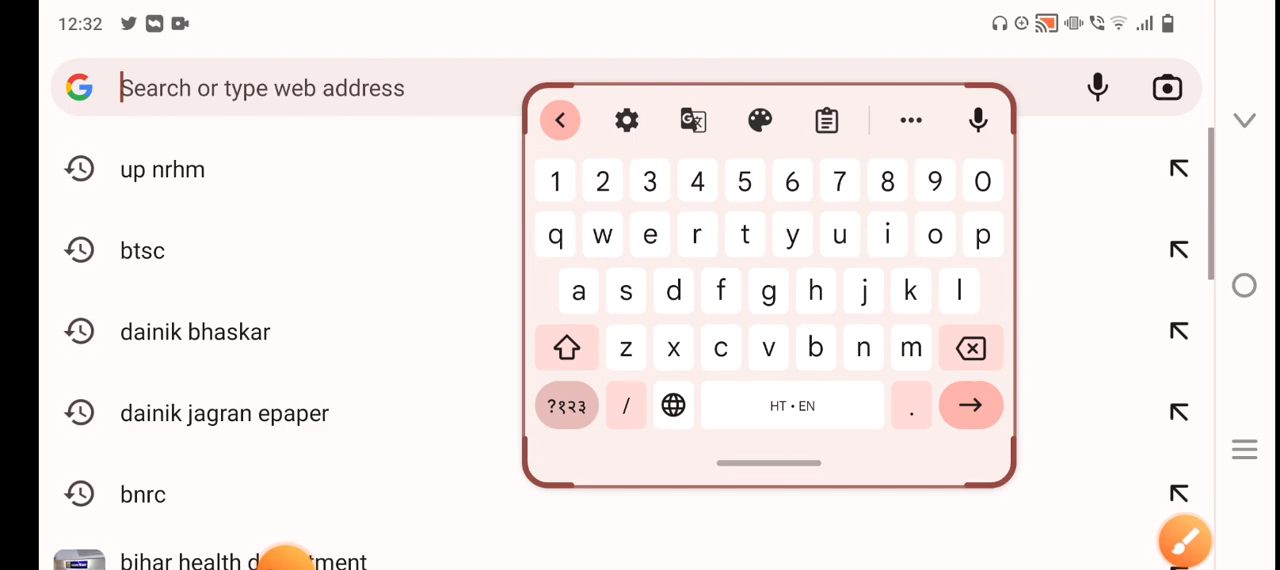 12:32
Search or type web address
up nrhm
btsc
dainik bhaskar
dainik jagran epaper
bnrc
bihar health d tment
1 2 3 4 5 6 7 8 9 0
q w e r t y u i o p
a s d f g h j k l
z x c v b n m
?१२३ / HT • EN .